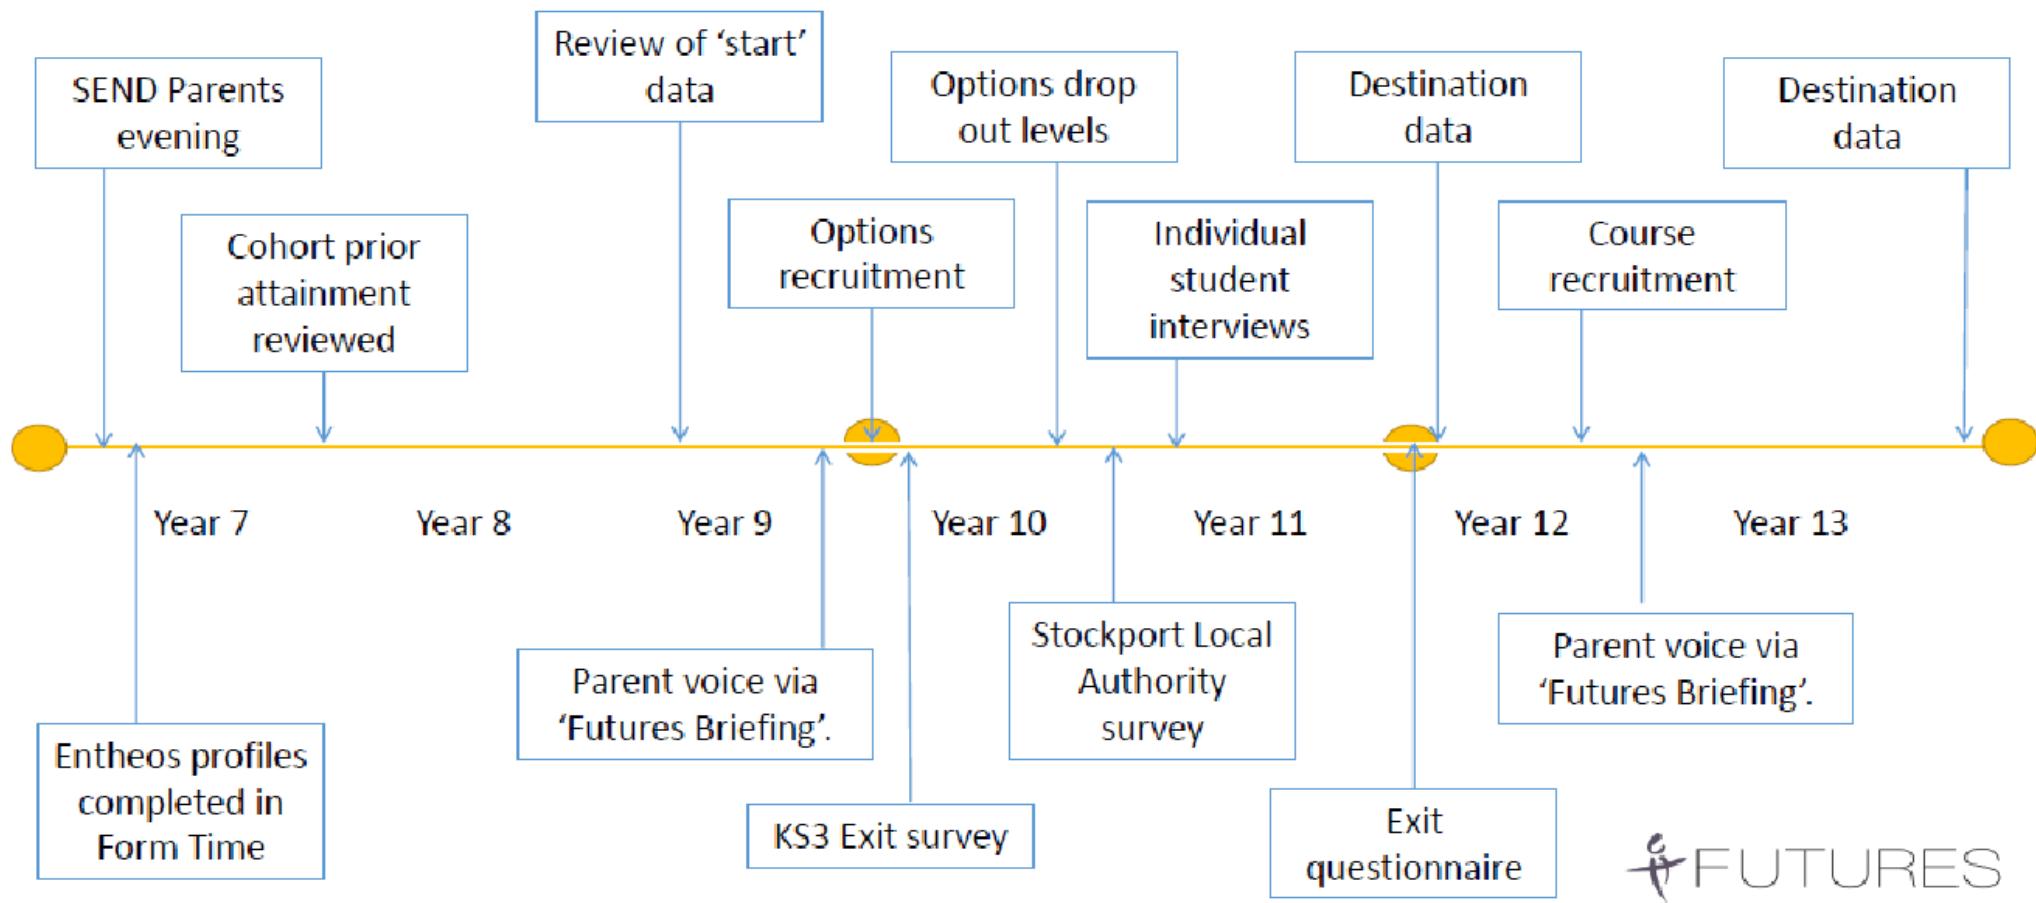 SEND Parents
evening
Cohort prior
attainment
reviewed
Review of ‘start’
data
Options
recruitment
Options drop
out levels
Individual
student
interviews
Destination
data
Course
recruitment
Destination
data
Year 7
Year 8
Year 9
Year 10
Year 11
Year 12
Year 13
Entheos profiles
completed in
Form Time
Parent voice via
‘Futures Briefing’.
KS3 Exit survey
Stockport Local
Authority
survey
Exit
questionnaire
Parent voice via
‘Futures Briefing’.
FUTURES